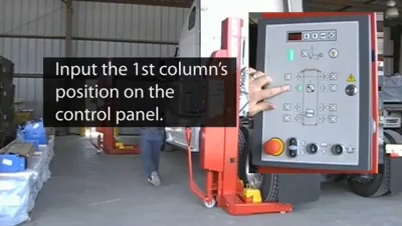 Input the 1st column's
position on the
control panel.